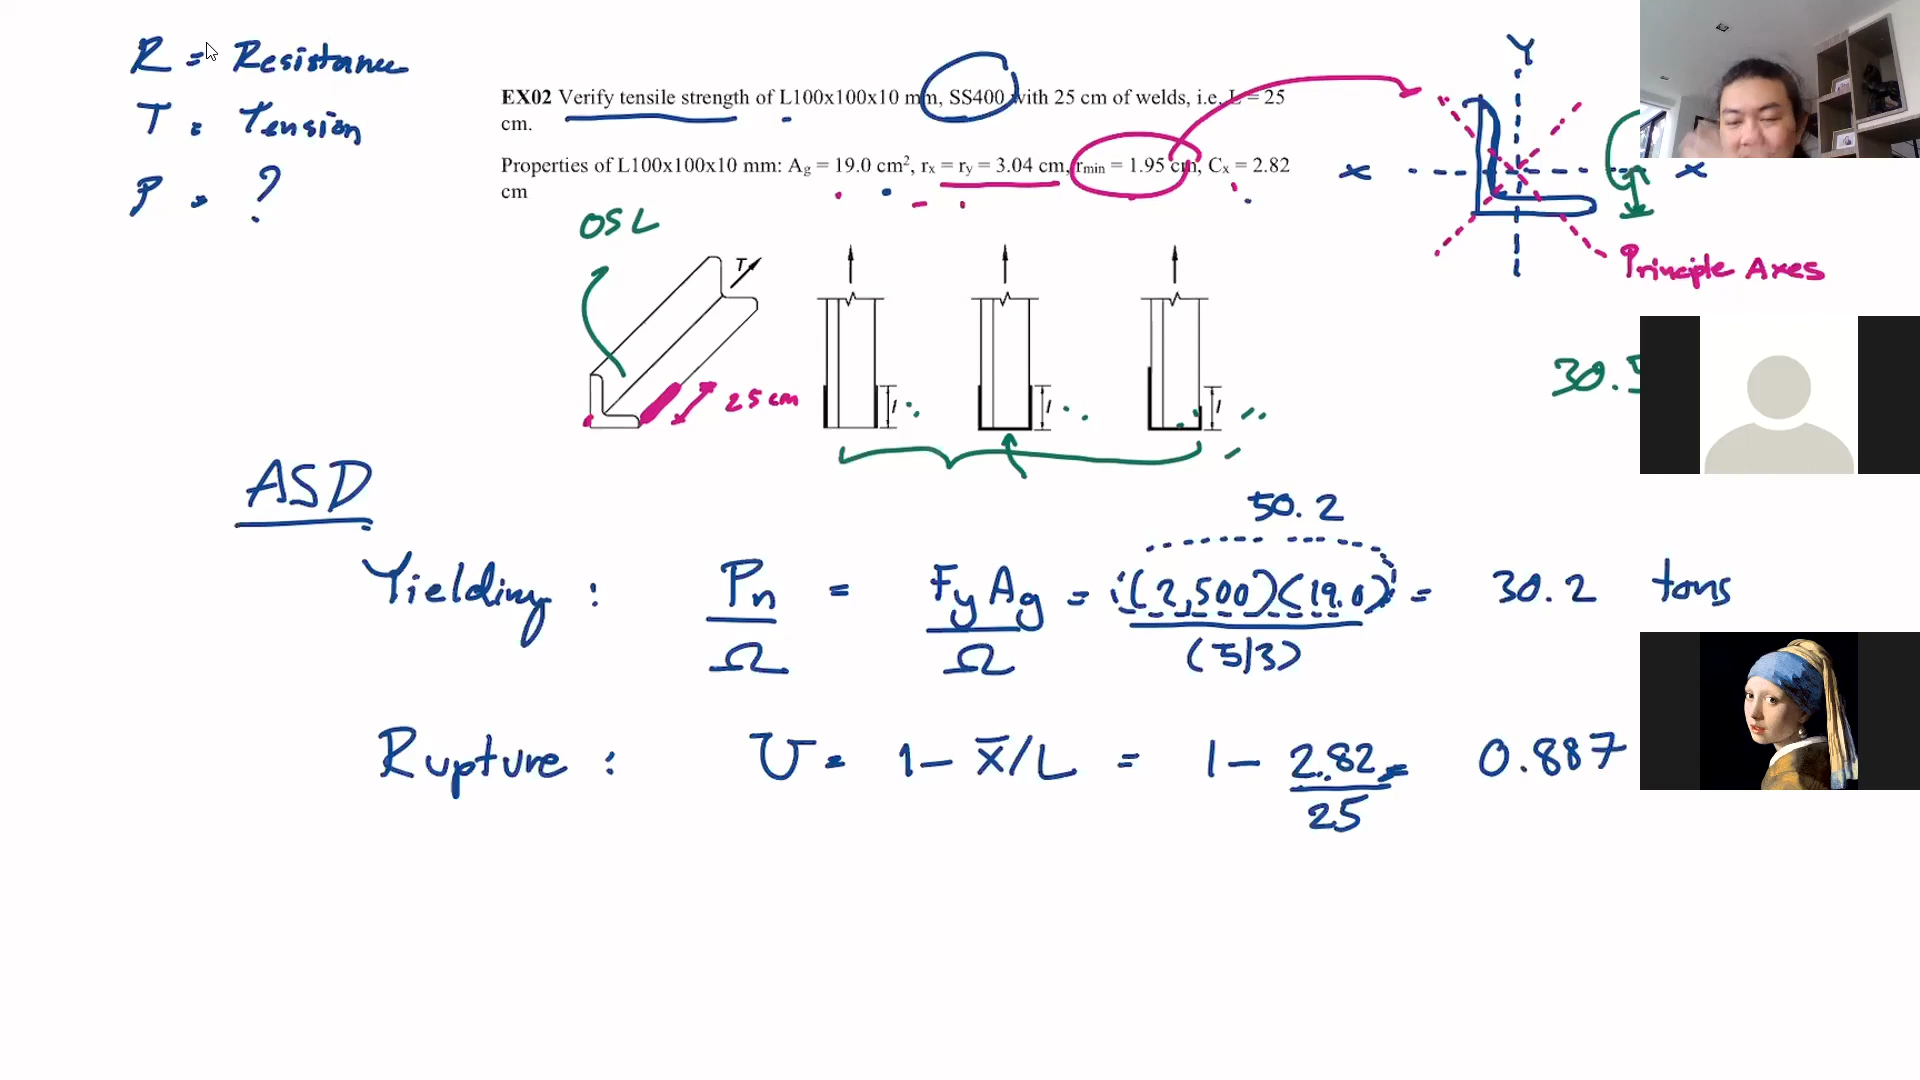 R = Resistance
T = Tension
P = ?
EX02 Verify tensile strength of L100x100x10 mm, SS400 with 25 cm of welds, i.e. L = 25
cm.
Properties of L100x100x10 mm: Ag = 19.0 cm², rx = ry = 3.04 cm, rmin = 1.95 cm, Cx = 2.82
cm
Y
x x
Principle Axes
OSL
T
25 cm
l l l
30.5
ASD
50.2
Yielding : Pn/Ω = FyAg/Ω = (2,500)(19.0)/(5/3) = 30.2 tons
Rupture : U = 1 - x̄/L = 1 - 2.82/25 = 0.887